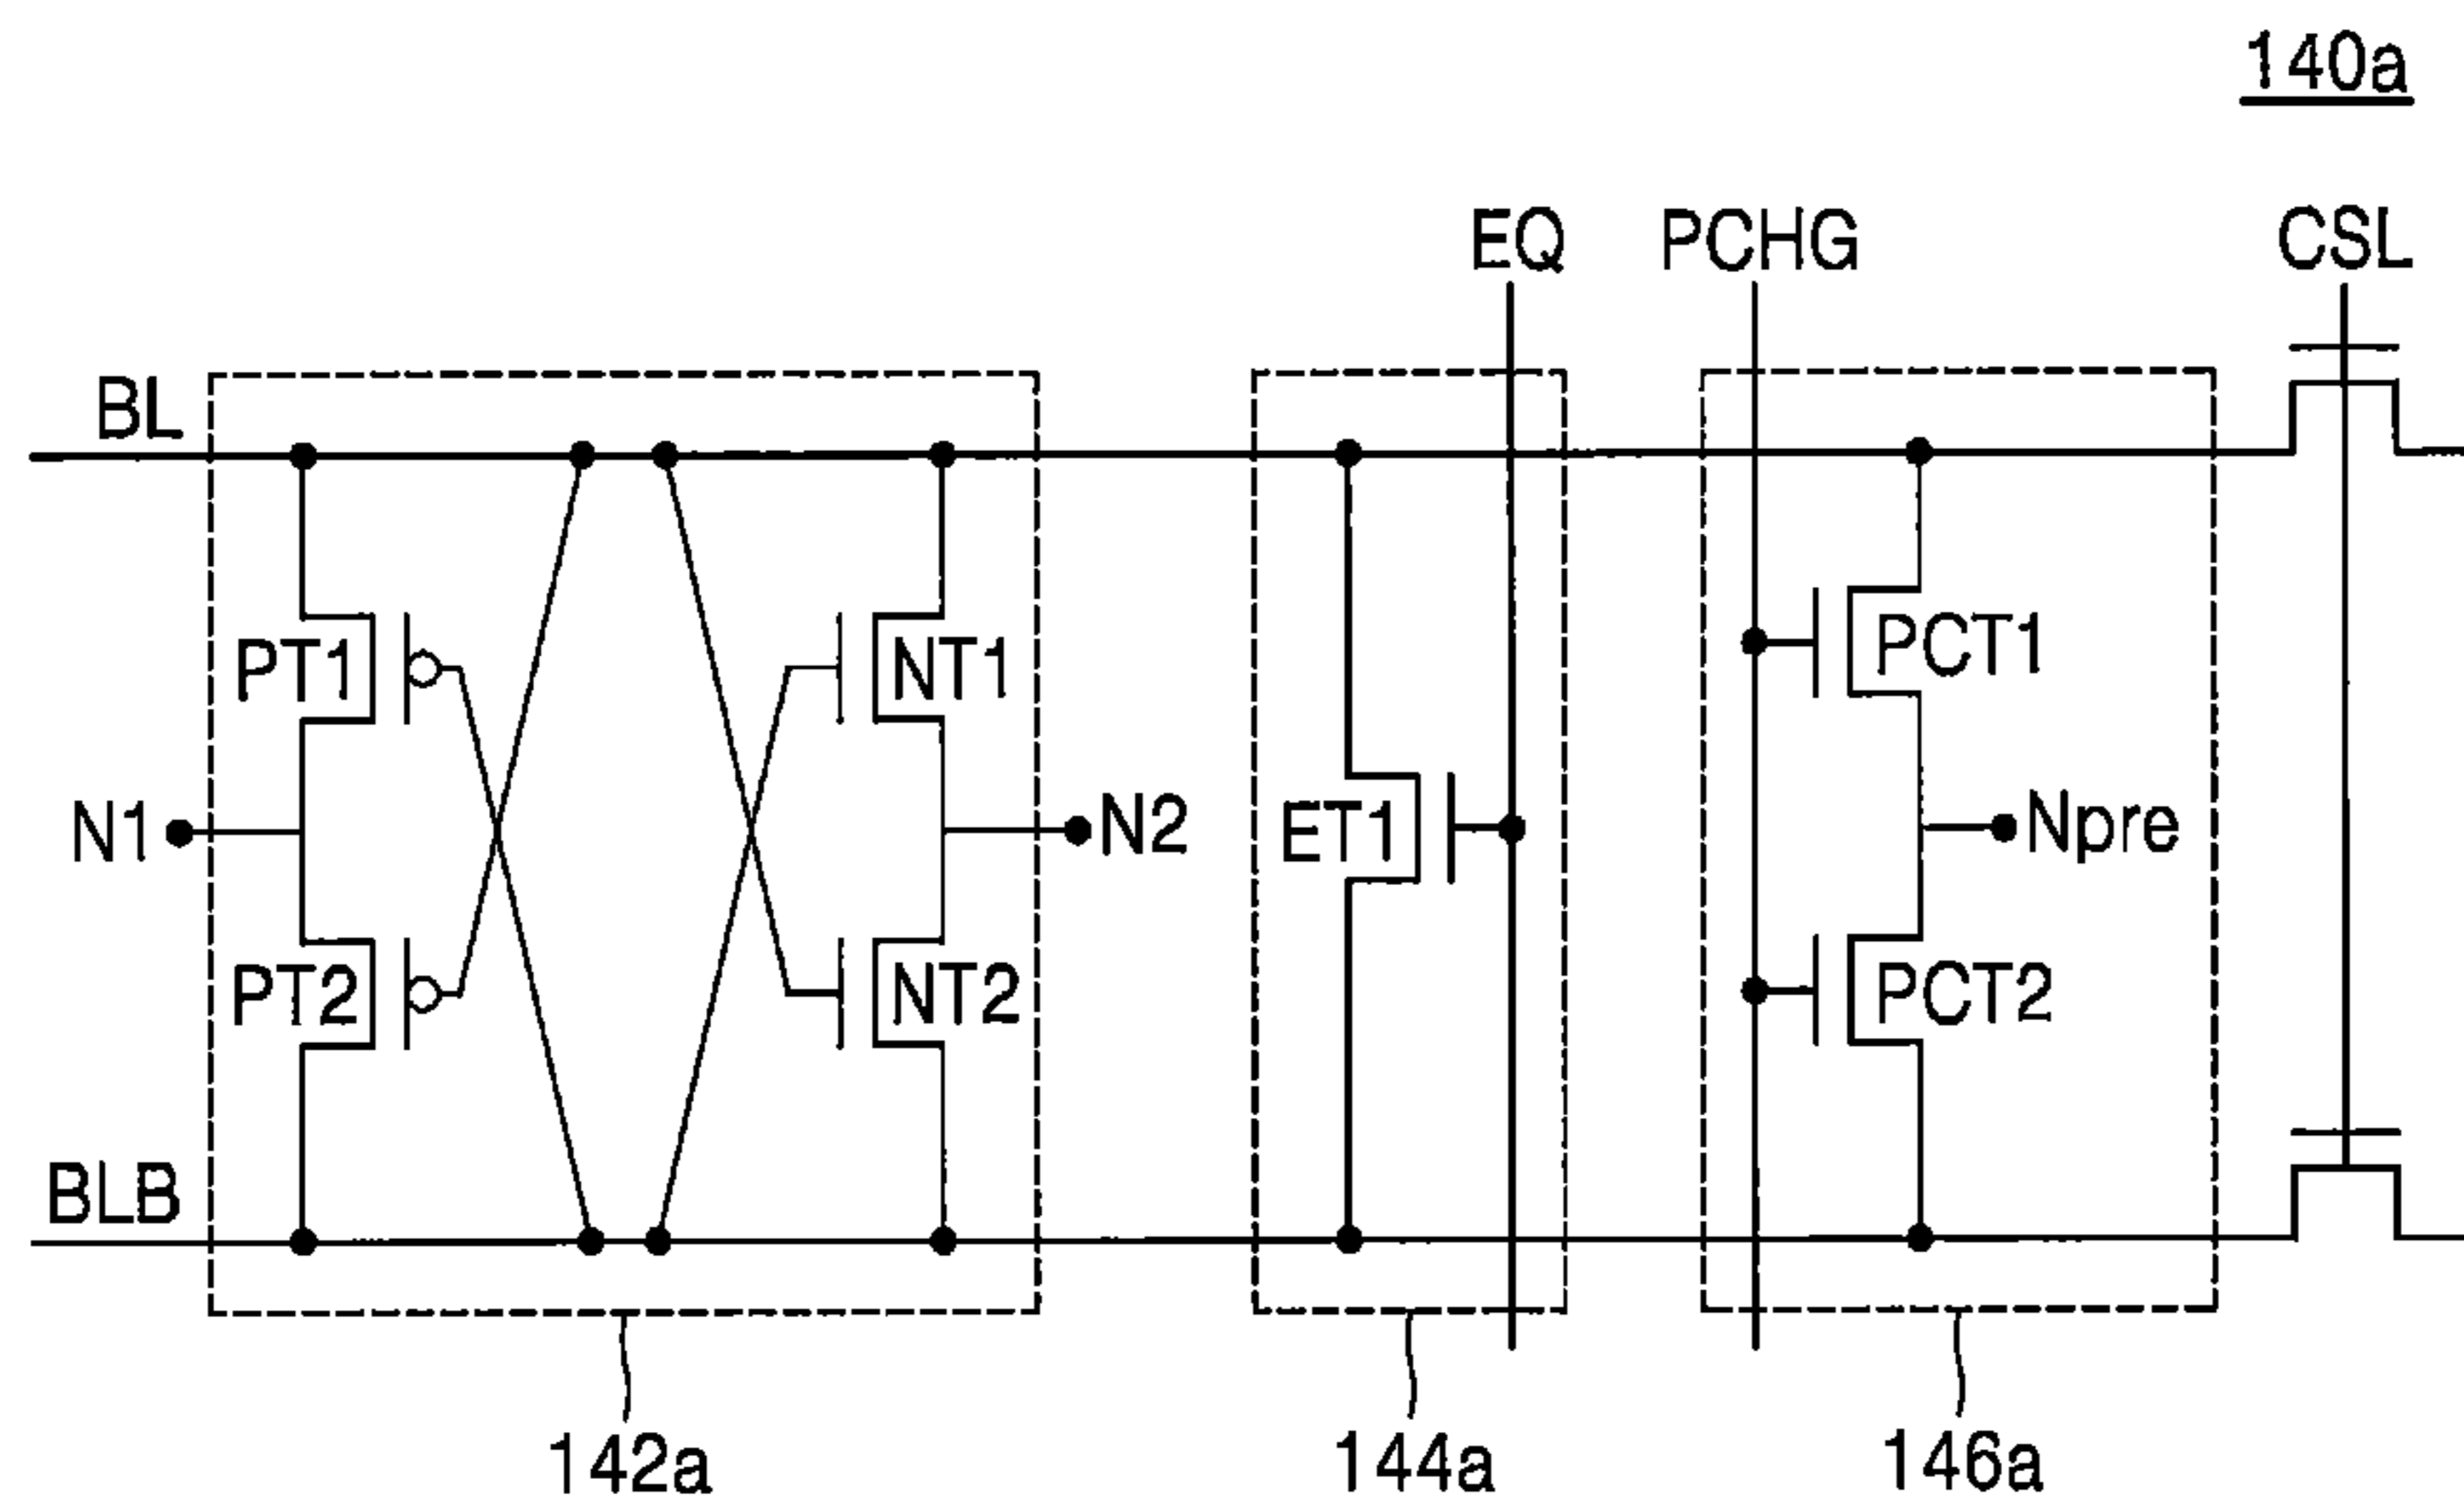 140a
EQ PCHG CSL
BL
PT1 NT1 PCT1
N1 N2 ET1 Npre
PT2 NT2 PCT2
BLB
142a 144a 146a